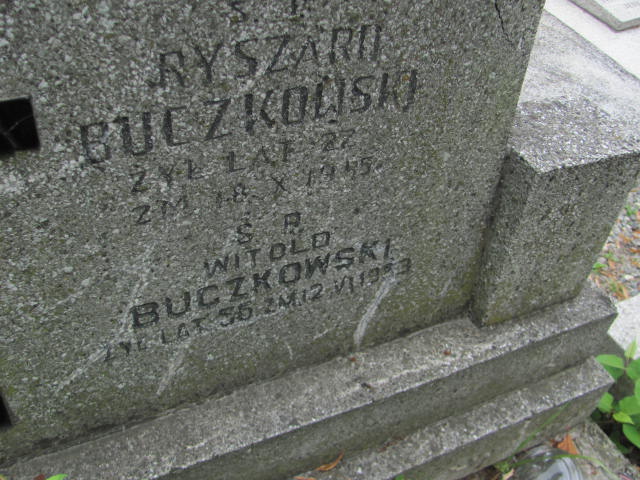 Ś. P.
RYSZARD
BUCZKOWSKI
ŻYŁ LAT 27
ZM. 18. X 1945.
Ś. P.
WITOLD
BUCZKOWSKI
ŻYŁ LAT 56 ZM. 12. VI. 1953